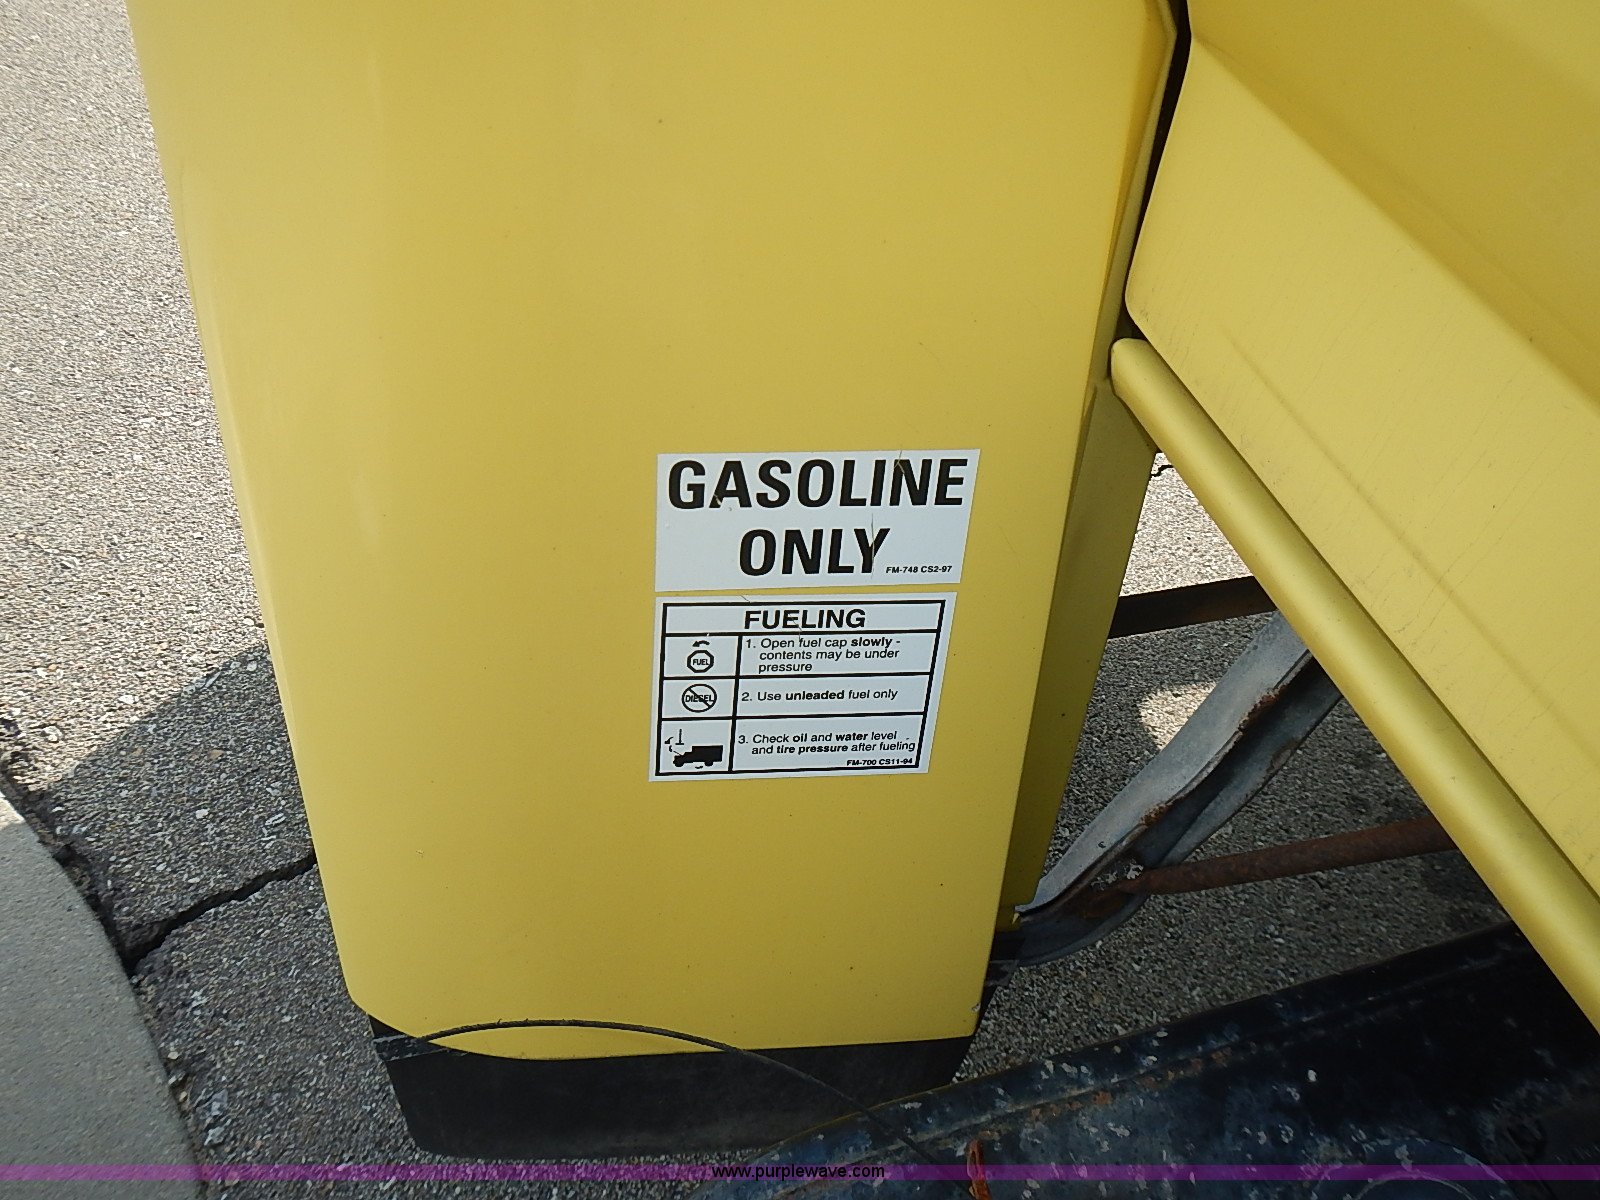 GASOLINE
ONLY
FM-748 CS2-97
FUELING
FUEL
1. Open fuel cap slowly -
contents may be under
pressure
DIESEL
2. Use unleaded fuel only
3. Check oil and water level
and tire pressure after fueling
FM-700 CS11-94
www.purplewave.com